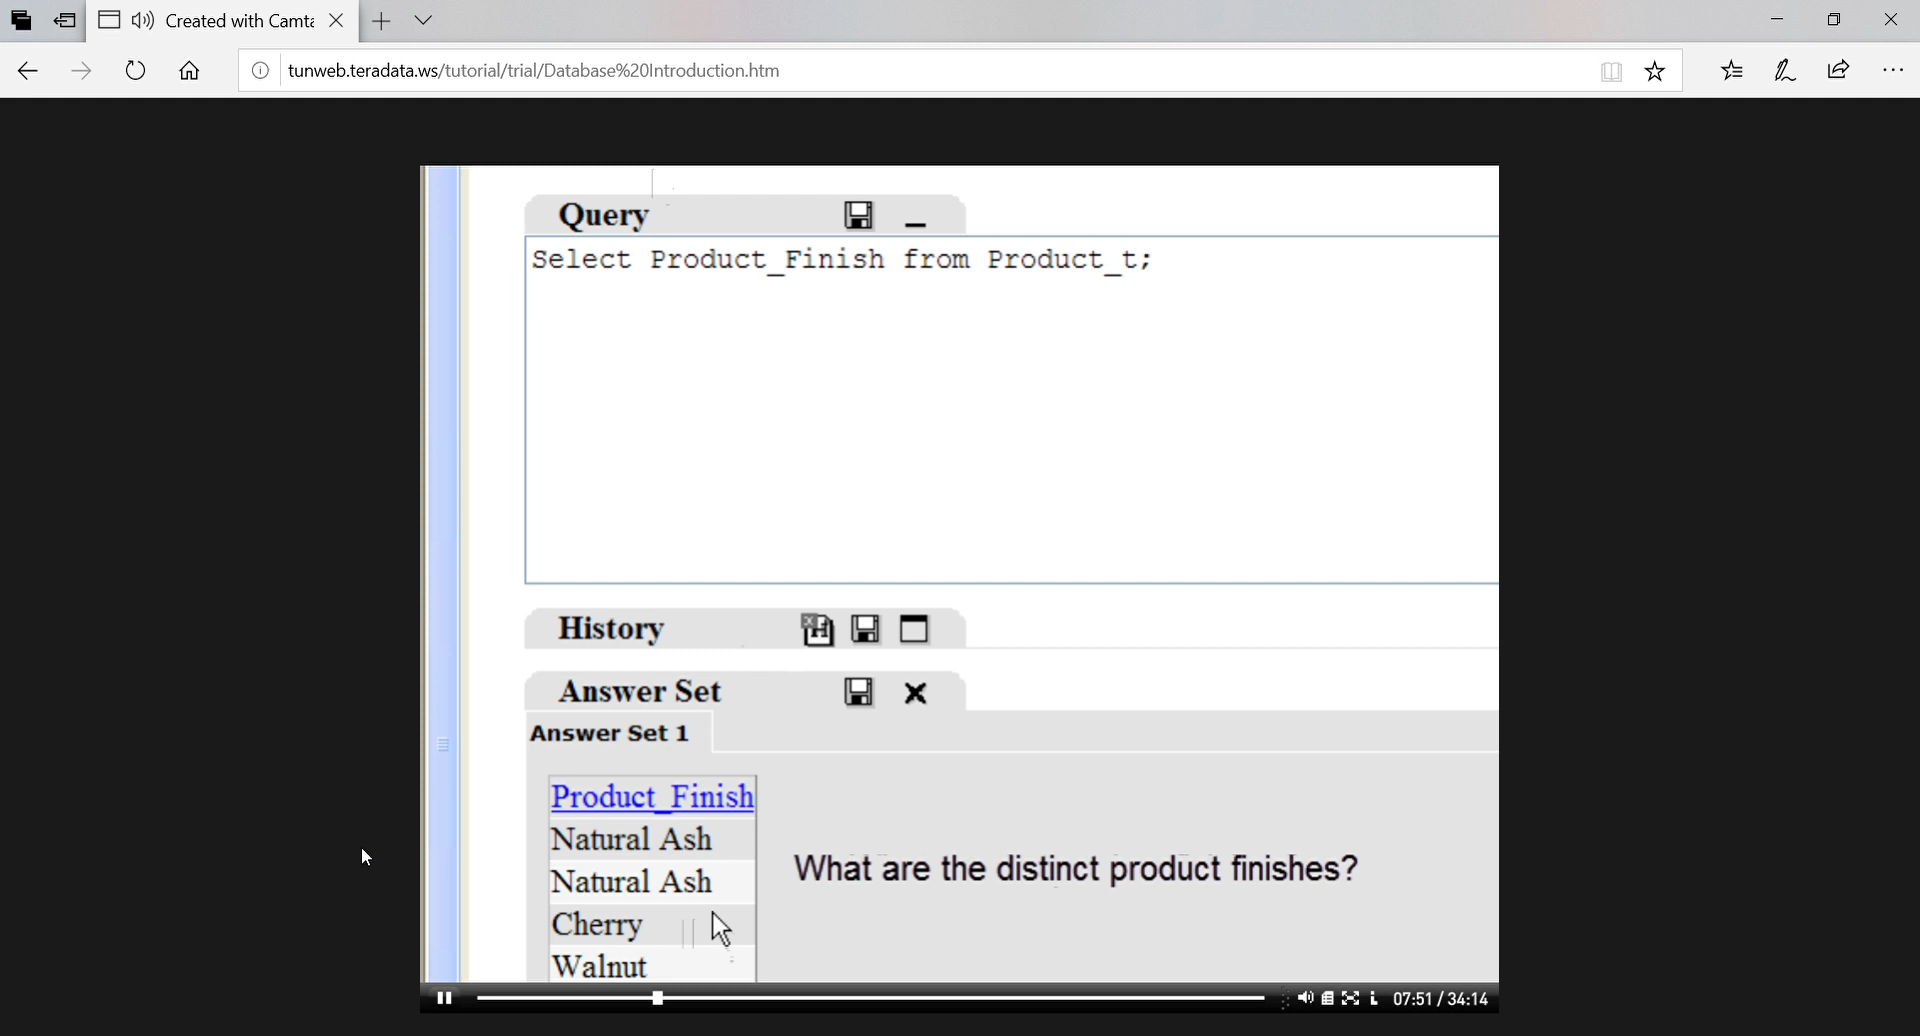 Created with Camta
tunweb.teradata.ws/tutorial/trial/Database%20Introduction.htm
Query
Select Product_Finish from Product_t;
History
Answer Set
Answer Set 1
Product_Finish
Natural Ash
Natural Ash
What are the distinct product finishes?
Cherry
Walnut
07:51 / 34:14